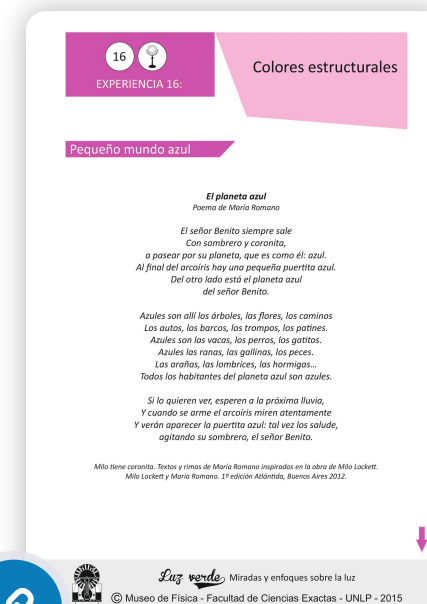 16
EXPERIENCIA 16:
Colores estructurales
Pequeño mundo azul
El planeta azul
Poema de María Romano
El señor Benito siempre sale
Con sombrero y coronita,
a pasear por su planeta, que es como él: azul.
Al final del arcoíris hay una pequeña puertita azul.
Del otro lado está el planeta azul
del señor Benito.
Azules son allí los árboles, las flores, los caminos
Los autos, los barcos, los trompos, los patines.
Azules son las vacas, los perros, los gatitos.
Azules las ranas, las gallinas, los peces.
Las arañas, las lombrices, las hormigas...
Todos los habitantes del planeta azul son azules.
Si lo quieren ver, esperen a la próxima lluvia,
Y cuando se arme el arcoíris miren atentamente
Y verán aparecer la puertita azul: tal vez los salude,
agitando su sombrero, el señor Benito.
Milo tiene coronita. Textos y rimas de María Romano inspirados en la obra de Milo Lockett.
Milo Lockett y María Romano. 1º edición Atlántida, Buenos Aires 2012.
Luz verde, Miradas y enfoques sobre la luz
© Museo de Física - Facultad de Ciencias Exactas - UNLP - 2015